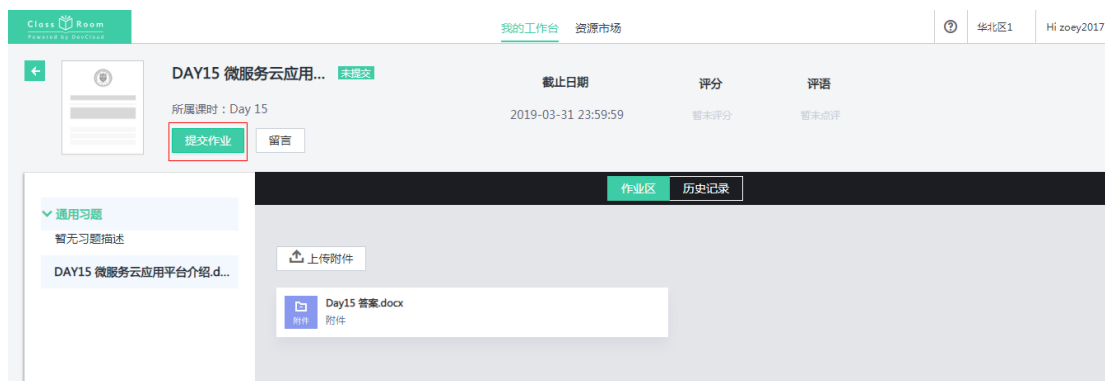 Class Room
Powered by DevCloud
我的工作台 资源市场
华北区1
Hi zoey2017
DAY15 微服务云应用... 未提交
所属课时：Day 15
提交作业 留言
截止日期 评分 评语
2019-03-31 23:59:59 暂未评分 暂未点评
作业区 历史记录
通用习题
暂无习题描述
DAY15 微服务云应用平台介绍.d...
上传附件
Day15 答案.docx
附件
附件